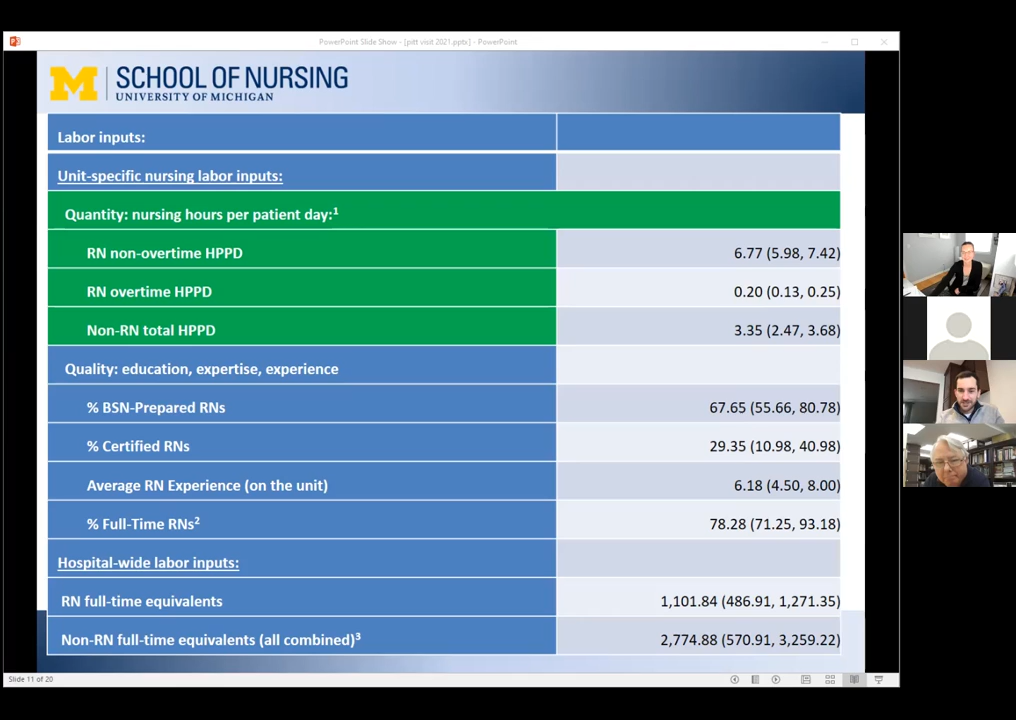 PowerPoint Slide Show - [pitt visit 2021.pptx] - PowerPoint
M SCHOOL OF NURSING
UNIVERSITY OF MICHIGAN
Labor inputs:
Unit-specific nursing labor inputs:
Quantity: nursing hours per patient day:1
RN non-overtime HPPD 6.77 (5.98, 7.42)
RN overtime HPPD 0.20 (0.13, 0.25)
Non-RN total HPPD 3.35 (2.47, 3.68)
Quality: education, expertise, experience
% BSN-Prepared RNs 67.65 (55.66, 80.78)
% Certified RNs 29.35 (10.98, 40.98)
Average RN Experience (on the unit) 6.18 (4.50, 8.00)
% Full-Time RNs2 78.28 (71.25, 93.18)
Hospital-wide labor inputs:
RN full-time equivalents 1,101.84 (486.91, 1,271.35)
Non-RN full-time equivalents (all combined)3 2,774.88 (570.91, 3,259.22)
Slide 11 of 20